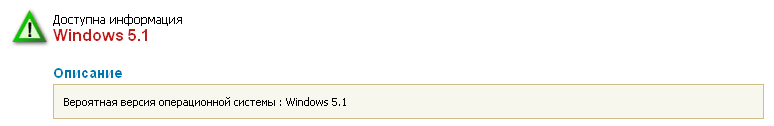 Доступна информация
Windows 5.1
Описание
Вероятная версия операционной системы : Windows 5.1